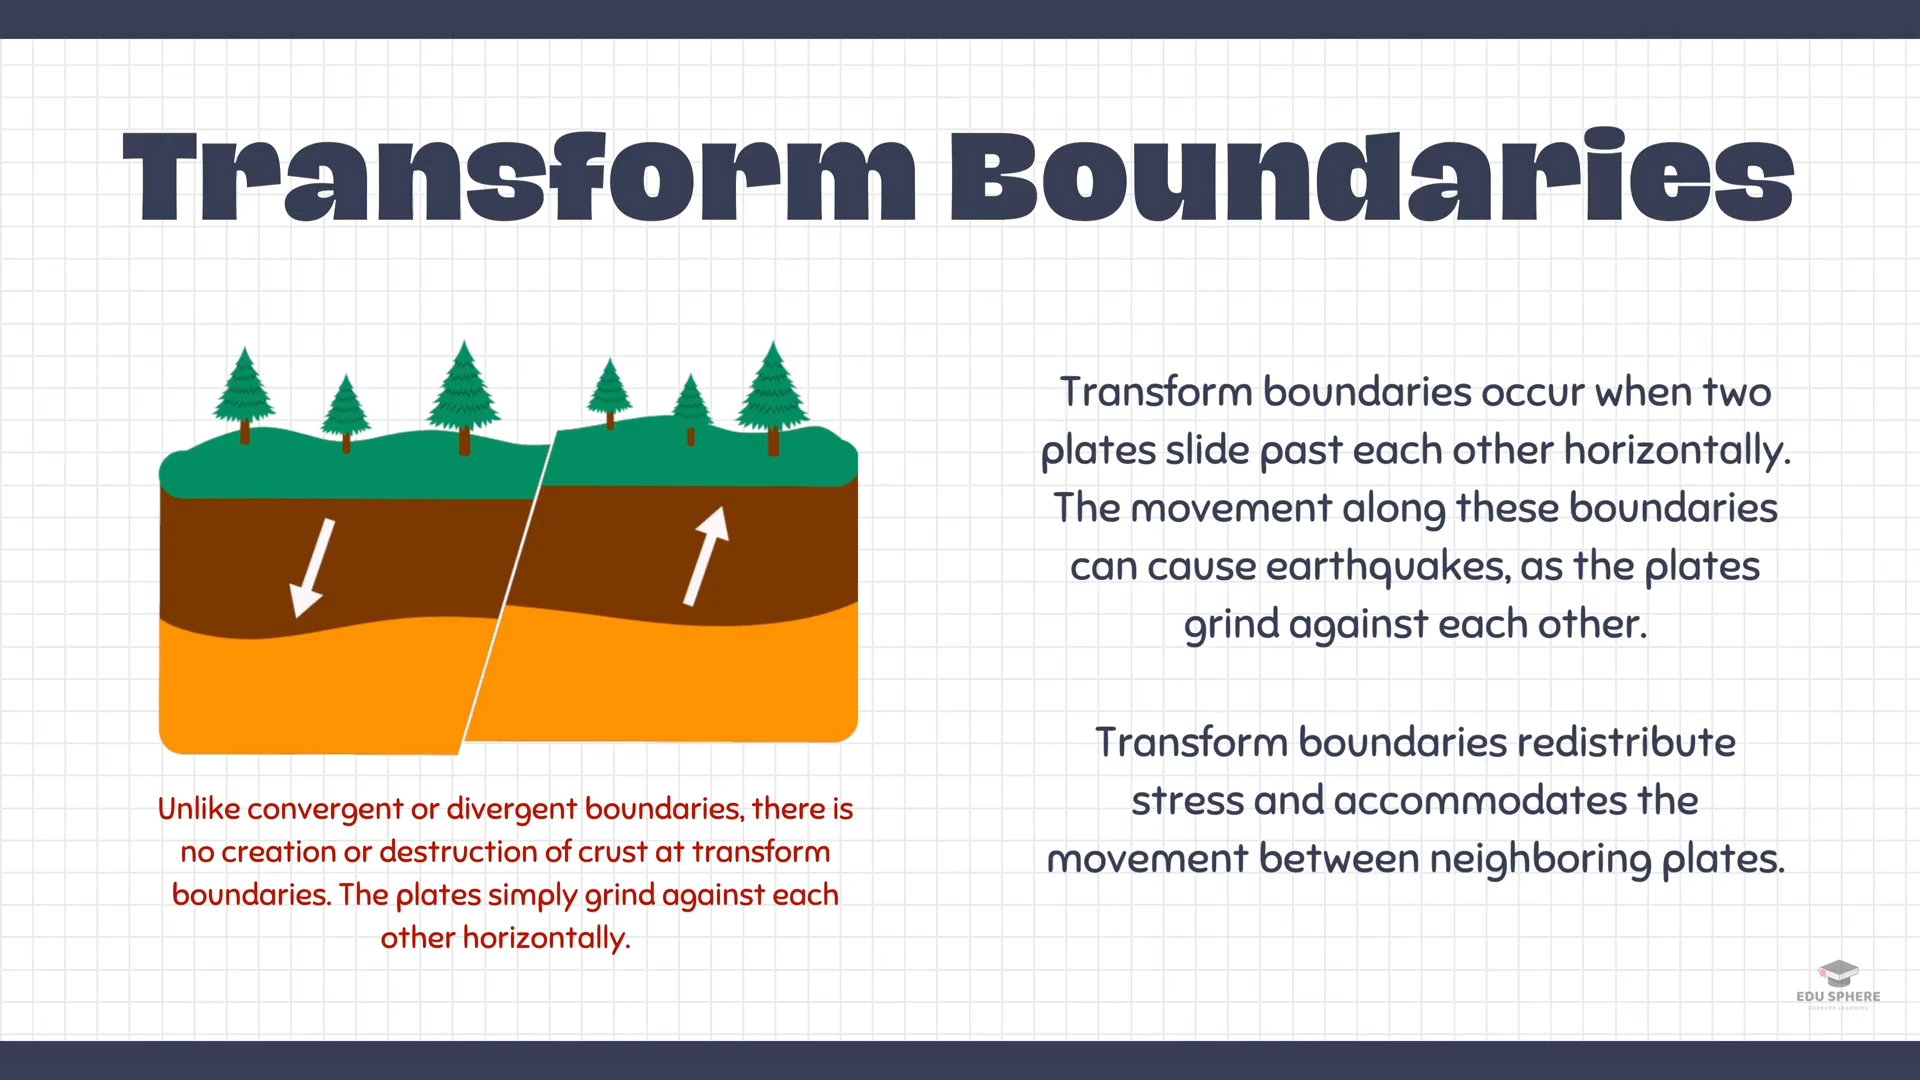 Transform Boundaries
Transform boundaries occur when two
plates slide past each other horizontally.
The movement along these boundaries
can cause earthquakes, as the plates
grind against each other.
Transform boundaries redistribute
stress and accommodates the
movement between neighboring plates.
Unlike convergent or divergent boundaries, there is
no creation or destruction of crust at transform
boundaries. The plates simply grind against each
other horizontally.
EDU SPHERE
FOREVER LEARNING